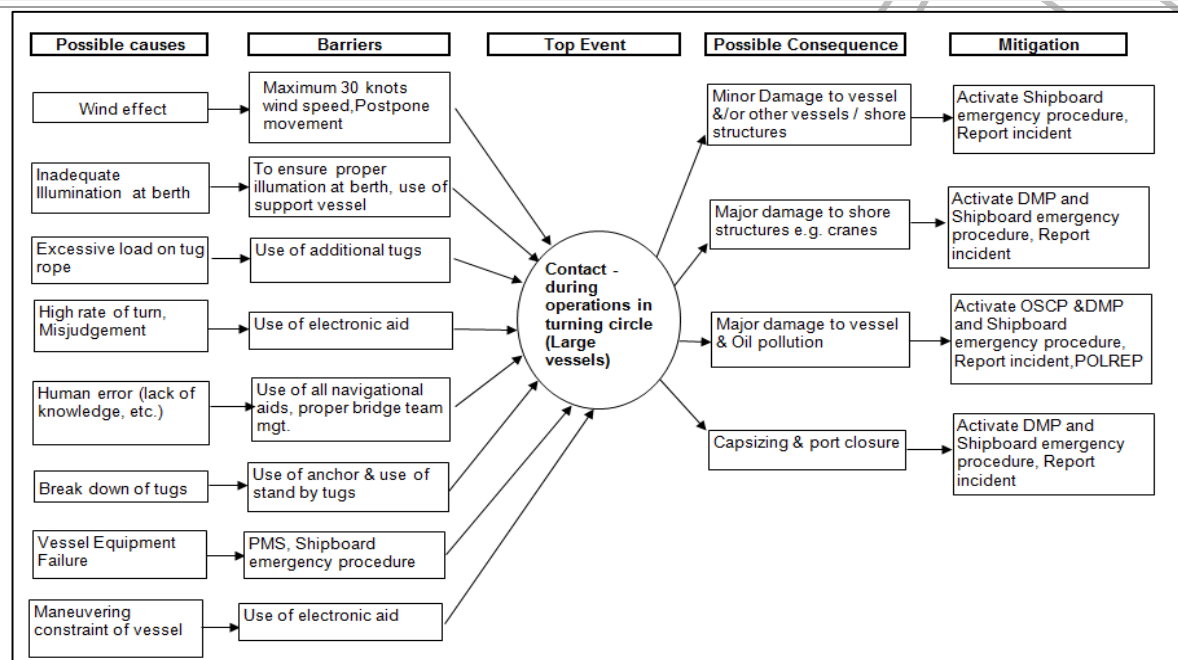 Possible causes
Barriers
Top Event
Possible Consequence
Mitigation
Wind effect
Maximum 30 knots
wind speed,Postpone
movement
Inadequate
Illumination at berth
To ensure proper
illumation at berth, use of
support vessel
Excessive load on tug
rope
Use of additional tugs
High rate of turn,
Misjudgement
Use of electronic aid
Human error (lack of
knowledge, etc.)
Use of all navigational
aids, proper bridge team
mgt.
Break down of tugs
Use of anchor & use of
stand by tugs
Vessel Equipment
Failure
PMS, Shipboard
emergency procedure
Maneuvering
constraint of vessel
Use of electronic aid
Contact -
during
operations in
turning circle
(Large
vessels)
Minor Damage to vessel
&/or other vessels / shore
structures
Activate Shipboard
emergency procedure,
Report incident
Major damage to shore
structures e.g. cranes
Activate DMP and
Shipboard emergency
procedure, Report
incident
Major damage to vessel
& Oil pollution
Activate OSCP &DMP
and Shipboard
emergency procedure,
Report incident,POLREP
Capsizing & port closure
Activate DMP and
Shipboard emergency
procedure, Report
incident